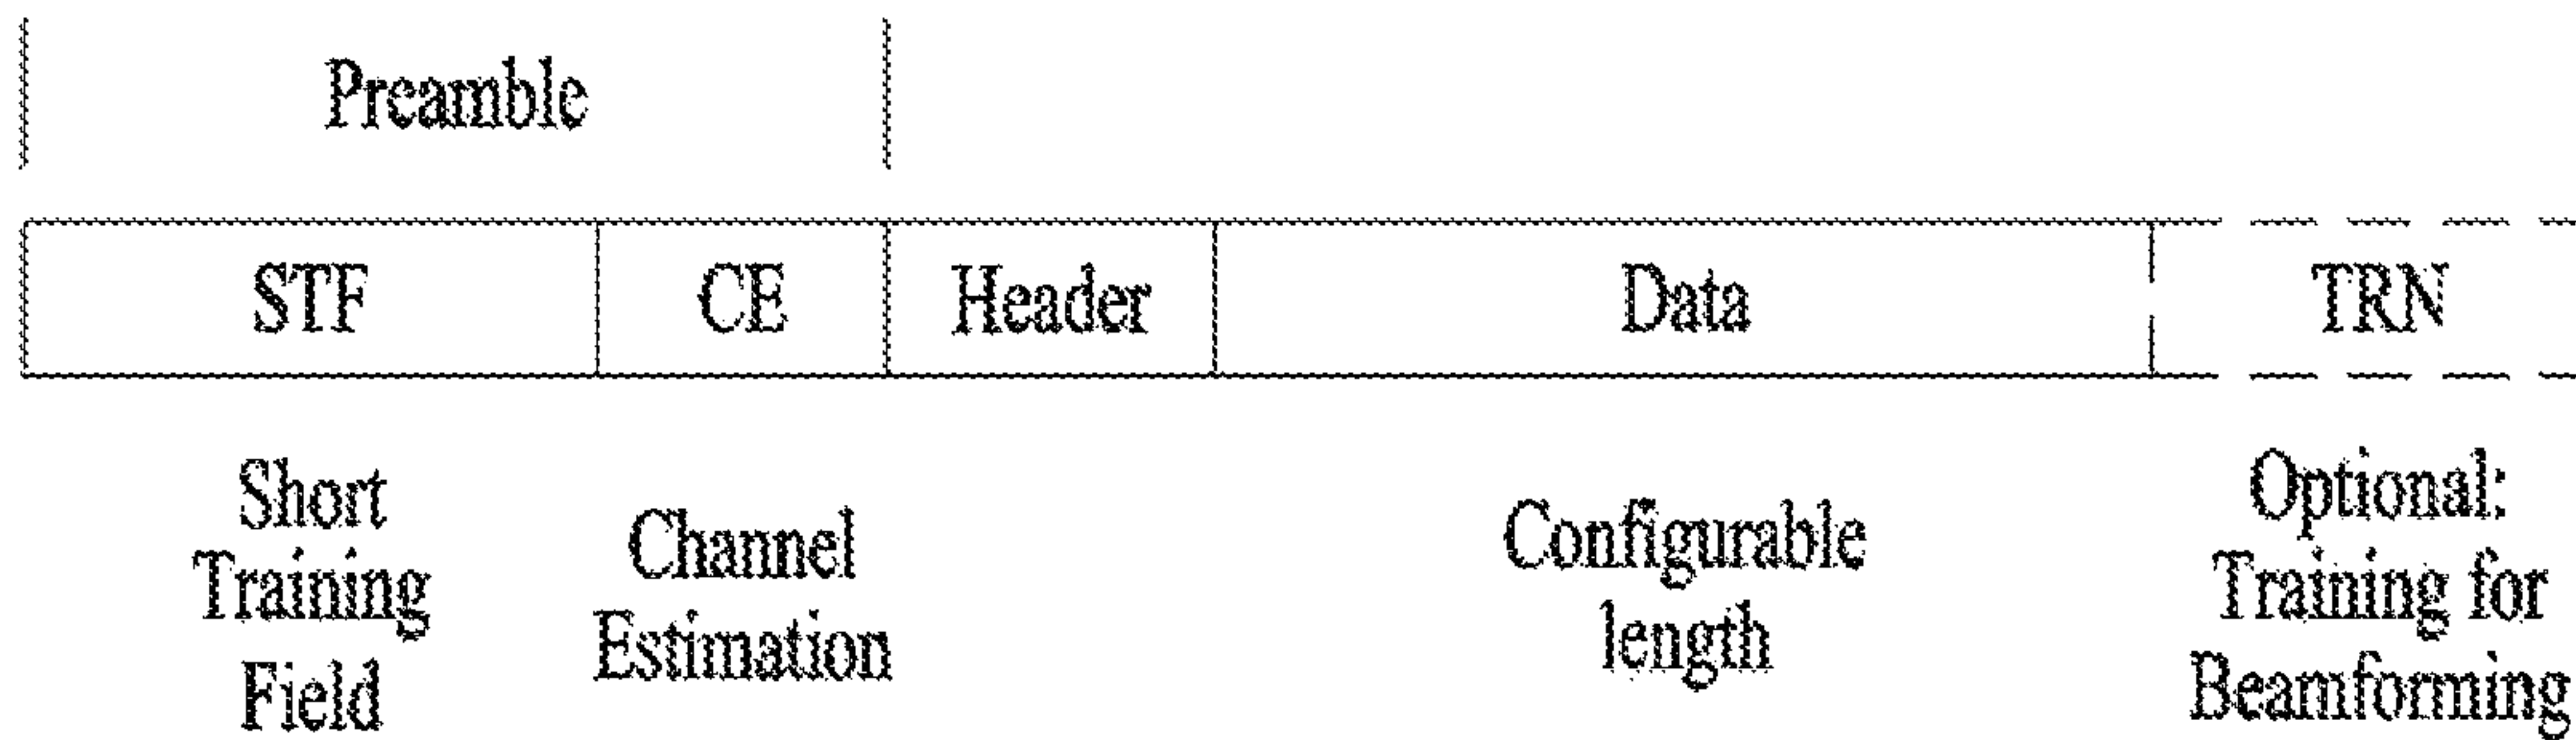 Preamble
STF CE Header Data TRN
Short
Training
Field
Channel
Estimation
Configurable
length
Optional:
Training for
Beamforming